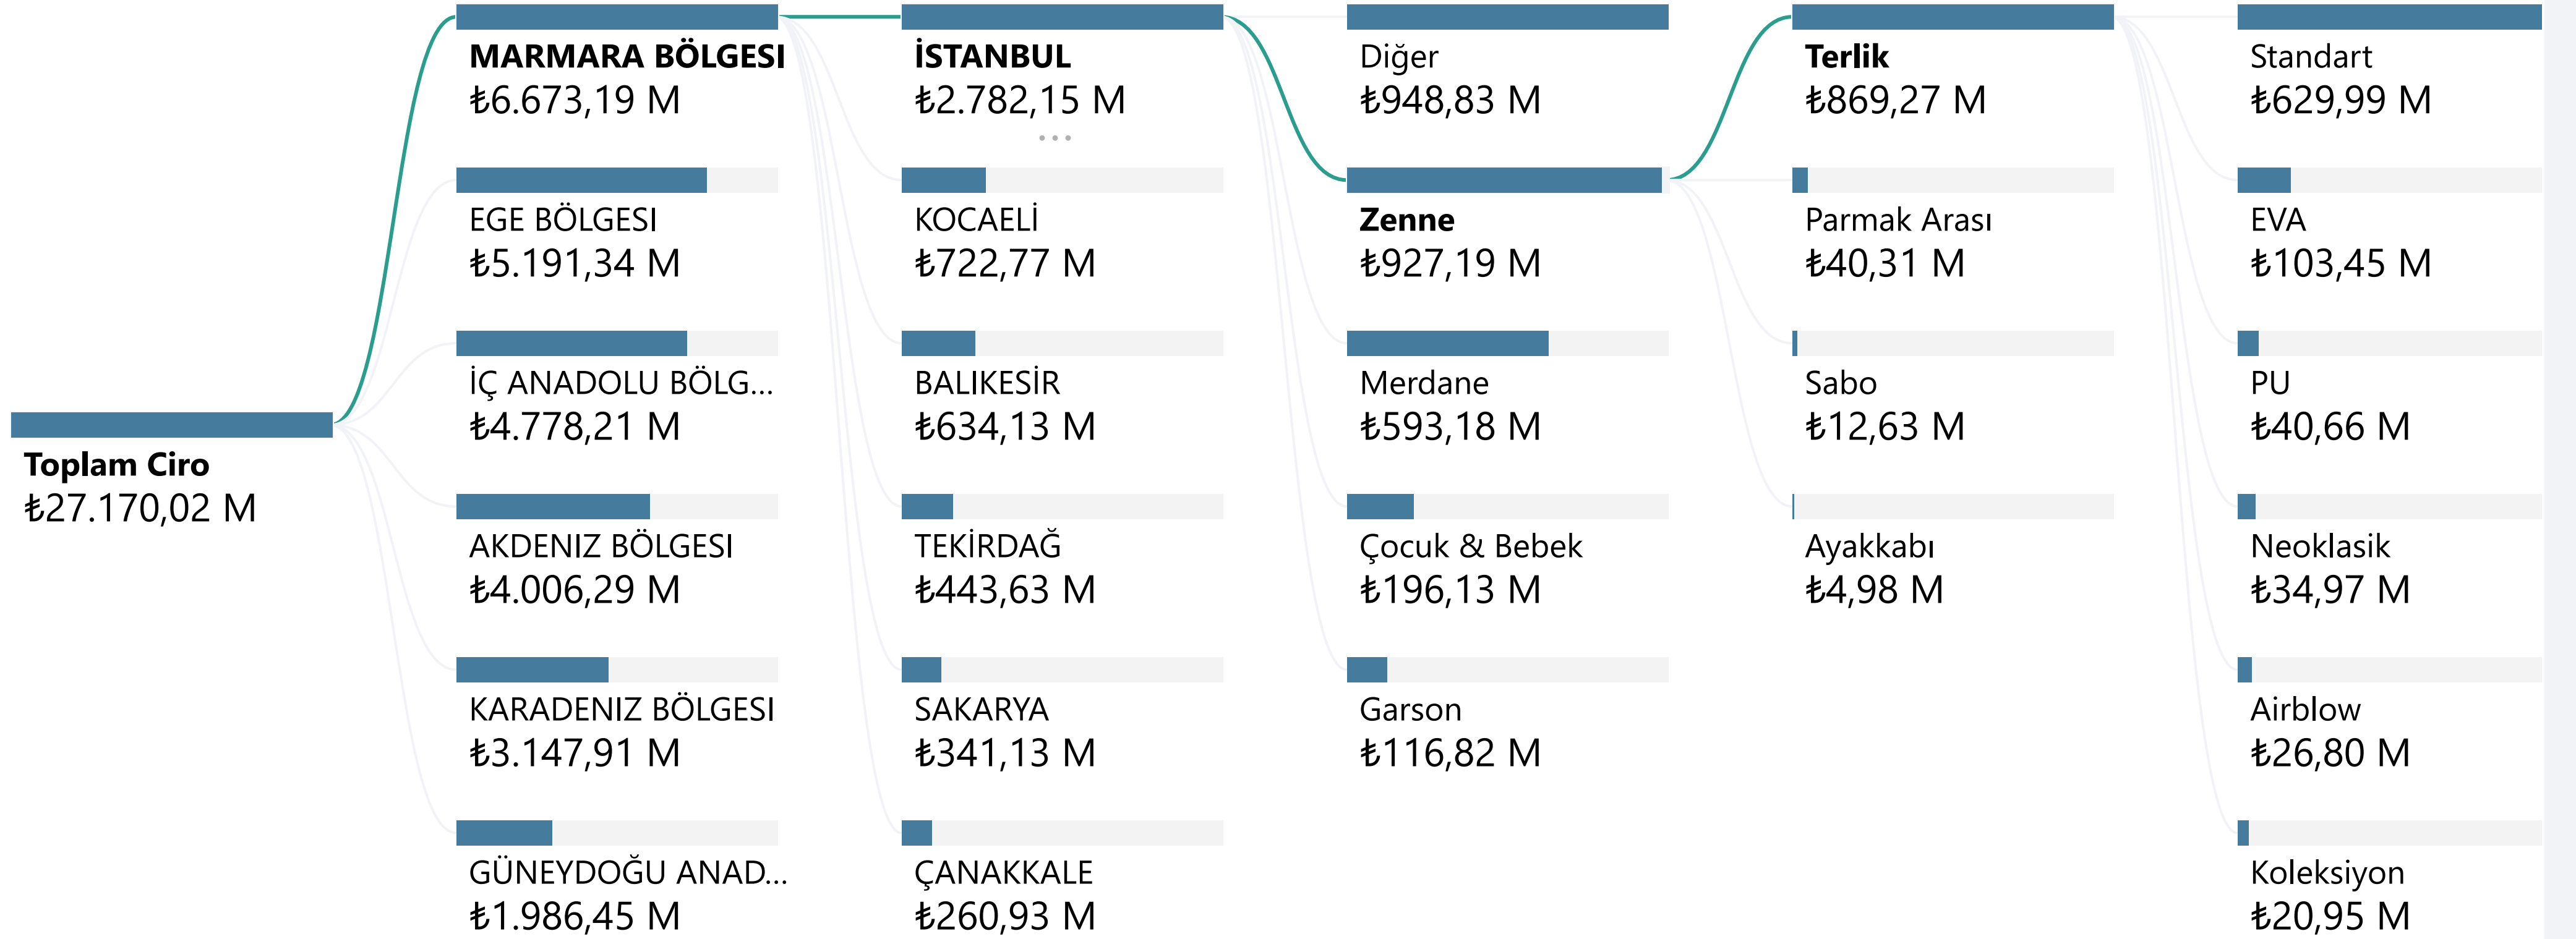 Toplam Ciro
₺27.170,02 M
MARMARA BÖLGESI
₺6.673,19 M
EGE BÖLGESI
₺5.191,34 M
İÇ ANADOLU BÖLG...
₺4.778,21 M
AKDENIZ BÖLGESI
₺4.006,29 M
KARADENIZ BÖLGESI
₺3.147,91 M
GÜNEYDOĞU ANAD...
₺1.986,45 M
İSTANBUL
₺2.782,15 M
KOCAELİ
₺722,77 M
BALIKESİR
₺634,13 M
TEKİRDAĞ
₺443,63 M
SAKARYA
₺341,13 M
ÇANAKKALE
₺260,93 M
Diğer
₺948,83 M
Zenne
₺927,19 M
Merdane
₺593,18 M
Çocuk & Bebek
₺196,13 M
Garson
₺116,82 M
Terlik
₺869,27 M
Parmak Arası
₺40,31 M
Sabo
₺12,63 M
Ayakkabı
₺4,98 M
Standart
₺629,99 M
EVA
₺103,45 M
PU
₺40,66 M
Neoklasik
₺34,97 M
Airblow
₺26,80 M
Koleksiyon
₺20,95 M